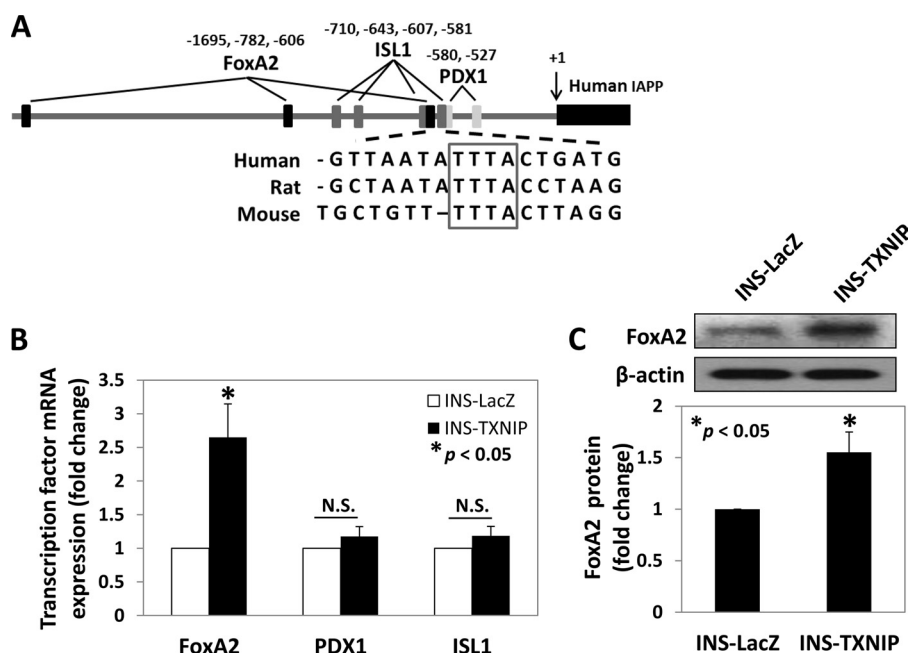 A
-1695, -782, -606
FoxA2
-710, -643, -607, -581
ISL1
-580, -527
PDX1
+1
Human IAPP
Human -GTTAATATTTACTGATG
Rat -GCTAATATTTACCTAAG
Mouse TGCTGTT–TTTACTTAGG
B
Transcription factor mRNA
expression (fold change)
3.5
3
2.5
2
1.5
1
0.5
0
*
INS-LacZ
INS-TXNIP
*p < 0.05
N.S.
N.S.
FoxA2 PDX1 ISL1
C
INS-LacZ INS-TXNIP
FoxA2
β-actin
FoxA2 protein
(fold change)
2
1.5
1
0.5
0
*p < 0.05
*
INS-LacZ INS-TXNIP